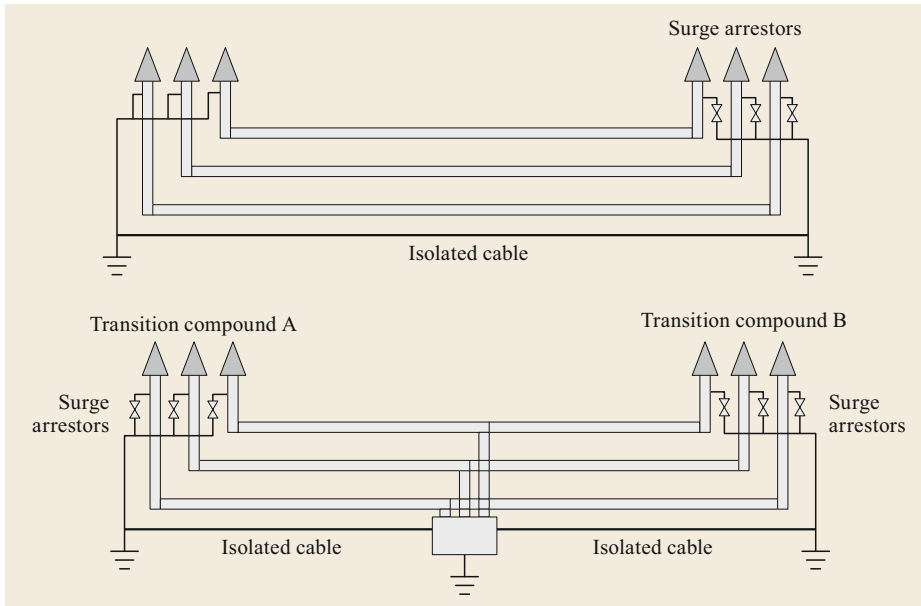 Surge arrestors
Isolated cable
Transition compound A
Transition compound B
Surge
arrestors
Surge
arrestors
Isolated cable
Isolated cable